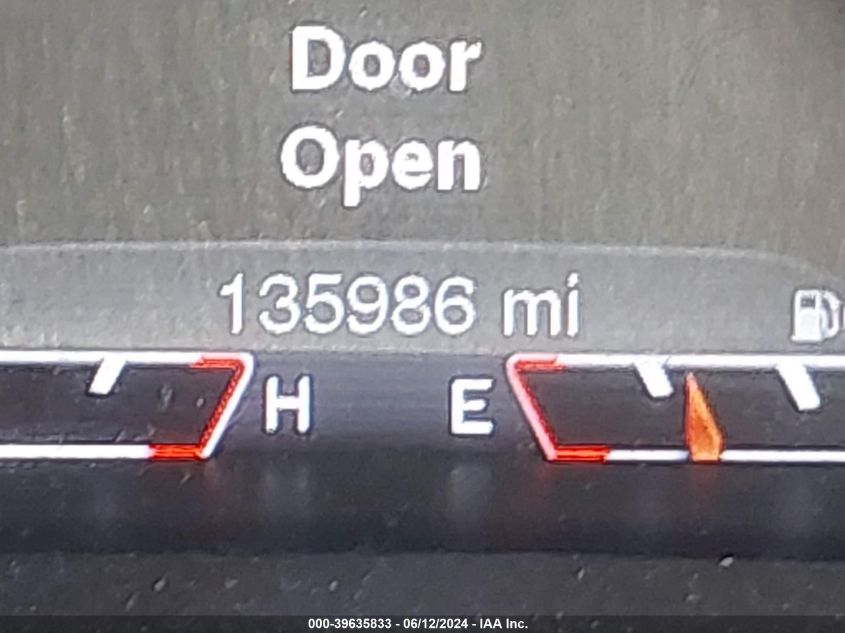 Door
Open
135986 mi
H E
000-39635833 - 06/12/2024 - IAA Inc.